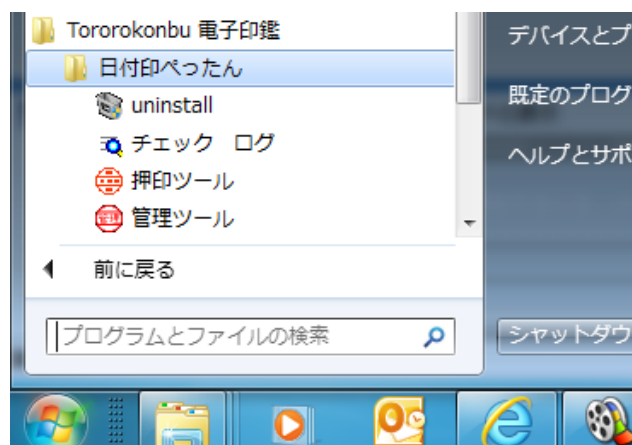 Tororokonbu 電子印鑑
日付印ぺったん
uninstall
チェック ログ
押印ツール
管理ツール
前に戻る
プログラムとファイルの検索
デバイスとプ
既定のプログ
ヘルプとサポ
シャットダウ